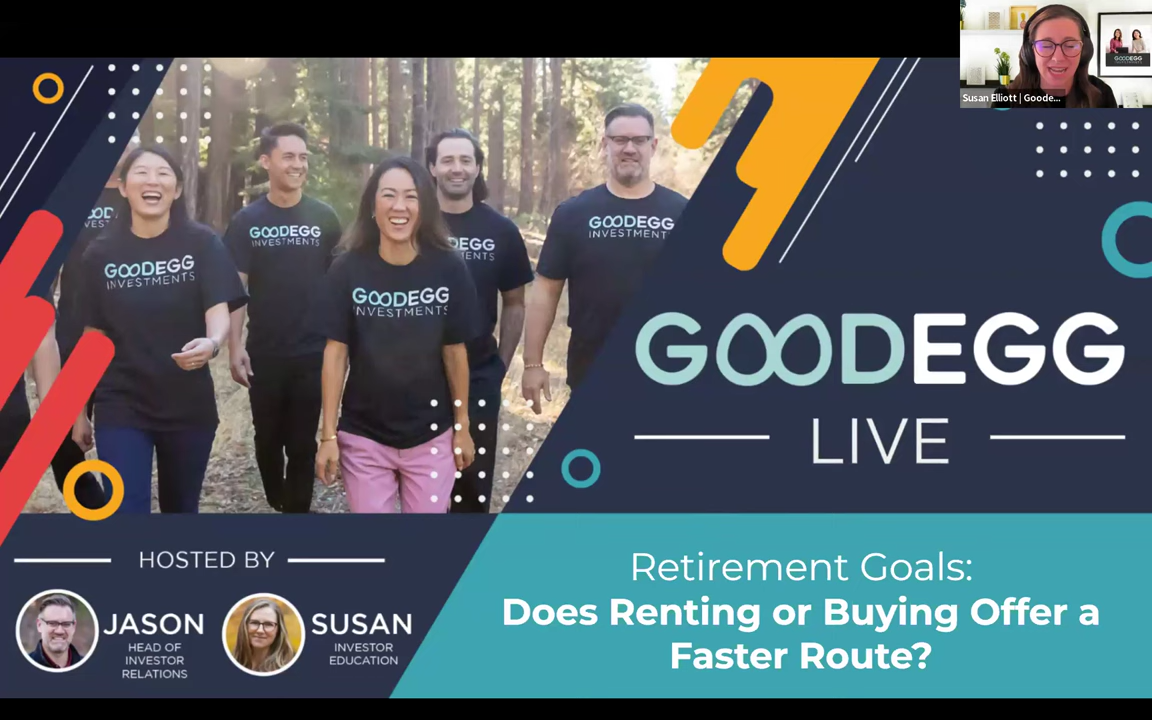 Susan Elliott | Goode...
GOODEGG
GOODEGG
INVESTMENTS
GOODEGG
INVESTMENTS
GOODEGG
INVESTMENTS
GOODEGG
INVESTMENTS
GOODEGG
LIVE
HOSTED BY
JASON
HEAD OF
INVESTOR
RELATIONS
SUSAN
INVESTOR
EDUCATION
Retirement Goals:
Does Renting or Buying Offer a
Faster Route?